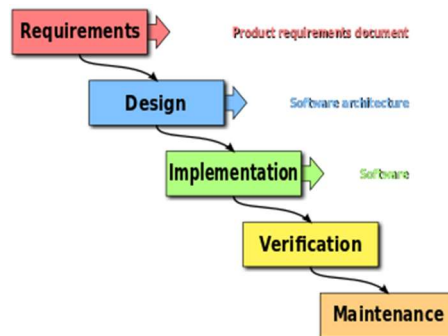 Requirements
Product requirements document
Design
Software architecture
Implementation
Software
Verification
Maintenance